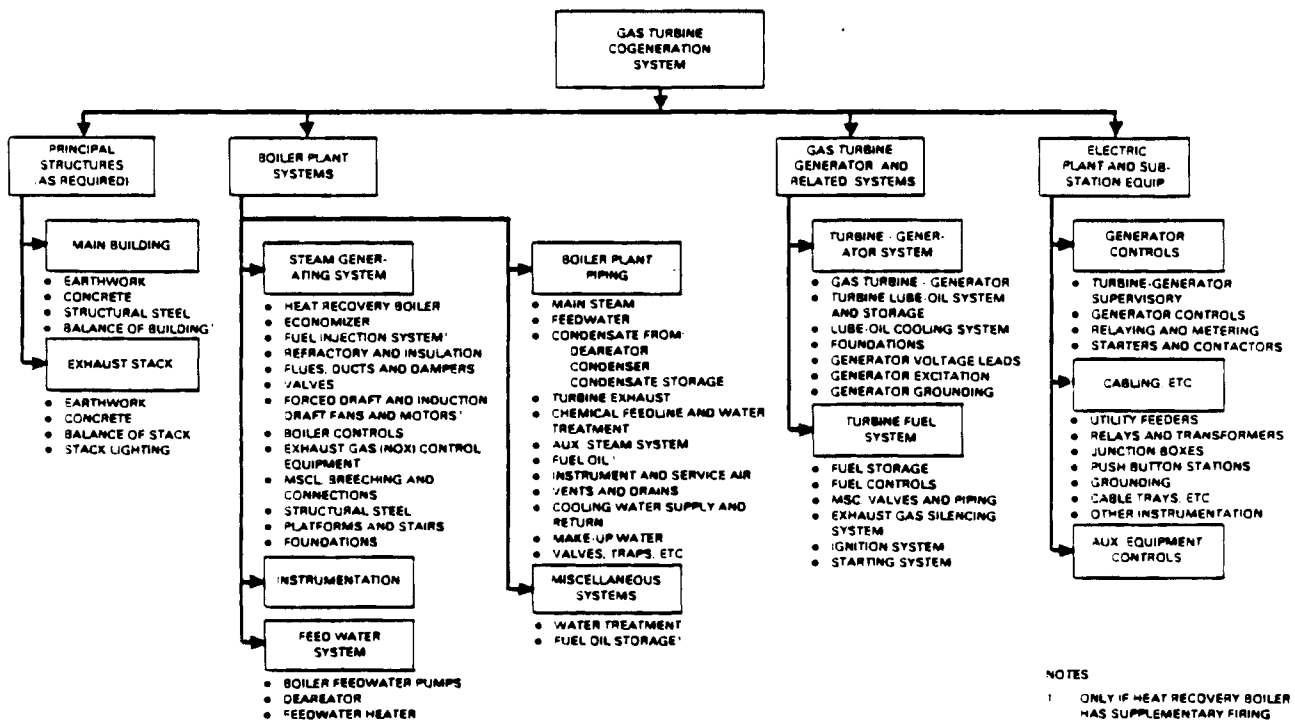 GAS TURBINE
COGENERATION
SYSTEM
PRINCIPAL
STRUCTURES
(AS REQUIRED)
MAIN BUILDING
• EARTHWORK
• CONCRETE
• STRUCTURAL STEEL
• BALANCE OF BUILDING¹
EXHAUST STACK
• EARTHWORK
• CONCRETE
• BALANCE OF STACK
• STACK LIGHTING
BOILER PLANT
SYSTEMS
STEAM GENER-
ATING SYSTEM
• HEAT RECOVERY BOILER
• ECONOMIZER
• FUEL INJECTION SYSTEM¹
• REFRACTORY AND INSULATION
• FLUES, DUCTS AND DAMPERS
• VALVES
• FORCED DRAFT AND INDUCTION
DRAFT FANS AND MOTORS¹
• BOILER CONTROLS
• EXHAUST GAS (NOX) CONTROL
EQUIPMENT
• MSCL. BREECHING AND
CONNECTIONS
• STRUCTURAL STEEL
• PLATFORMS AND STAIRS
• FOUNDATIONS
INSTRUMENTATION
FEED WATER
SYSTEM
• BOILER FEEDWATER PUMPS
• DEAREATOR
• FEEDWATER HEATER
BOILER PLANT
PIPING
• MAIN STEAM
• FEEDWATER
• CONDENSATE FROM:
DEAREATOR
CONDENSER
CONDENSATE STORAGE
• TURBINE EXHAUST
• CHEMICAL FEEDLINE AND WATER
TREATMENT
• AUX. STEAM SYSTEM
• FUEL OIL¹
• INSTRUMENT AND SERVICE AIR
• VENTS AND DRAINS
• COOLING WATER SUPPLY AND
RETURN
• MAKE-UP WATER
• VALVES, TRAPS, ETC
MISCELLANEOUS
SYSTEMS
• WATER TREATMENT
• FUEL OIL STORAGE¹
GAS TURBINE
GENERATOR AND
RELATED SYSTEMS
TURBINE - GENER-
ATOR SYSTEM
• GAS TURBINE - GENERATOR
• TURBINE LUBE-OIL SYSTEM
AND STORAGE
• LUBE-OIL COOLING SYSTEM
• FOUNDATIONS
• GENERATOR VOLTAGE LEADS
• GENERATOR EXCITATION
• GENERATOR GROUNDING
TURBINE FUEL
SYSTEM
• FUEL STORAGE
• FUEL CONTROLS
• MSC. VALVES AND PIPING
• EXHAUST GAS SILENCING
SYSTEM
• IGNITION SYSTEM
• STARTING SYSTEM
ELECTRIC
PLANT AND SUB-
STATION EQUIP
GENERATOR
CONTROLS
• TURBINE-GENERATOR
SUPERVISORY
• GENERATOR CONTROLS
• RELAYING AND METERING
• STARTERS AND CONTACTORS
CABLING, ETC
• UTILITY FEEDERS
• RELAYS AND TRANSFORMERS
• JUNCTION BOXES
• PUSH BUTTON STATIONS
• GROUNDING
• CABLE TRAYS, ETC
• OTHER INSTRUMENTATION
AUX. EQUIPMENT
CONTROLS
NOTES
1 ONLY IF HEAT RECOVERY BOILER
HAS SUPPLEMENTARY FIRING